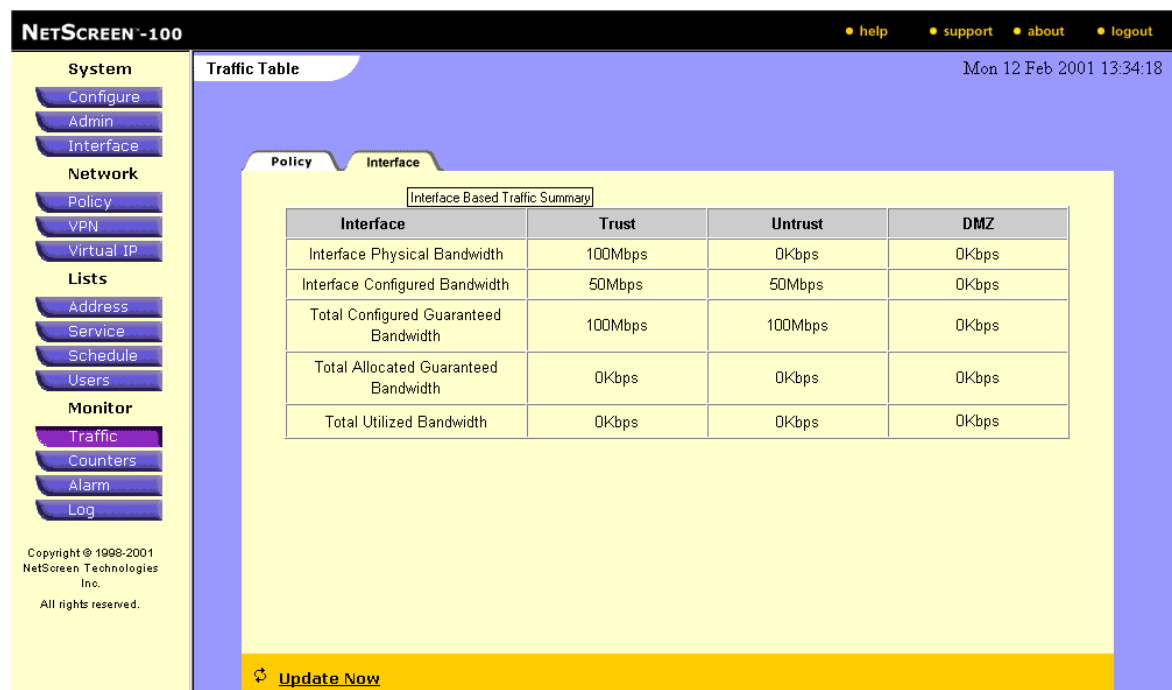 NETSCREEN™-100
help support about logout
System
Configure
Admin
Interface
Network
Policy
VPN
Virtual IP
Lists
Address
Service
Schedule
Users
Monitor
Traffic
Counters
Alarm
Log
Copyright © 1998-2001
NetScreen Technologies
Inc.
All rights reserved.
Traffic Table
Mon 12 Feb 2001 13:34:18
Policy Interface
Interface Based Traffic Summary
Interface Trust Untrust DMZ
Interface Physical Bandwidth 100Mbps 0Kbps 0Kbps
Interface Configured Bandwidth 50Mbps 50Mbps 0Kbps
Total Configured Guaranteed
Bandwidth 100Mbps 100Mbps 0Kbps
Total Allocated Guaranteed
Bandwidth 0Kbps 0Kbps 0Kbps
Total Utilized Bandwidth 0Kbps 0Kbps 0Kbps
Update Now